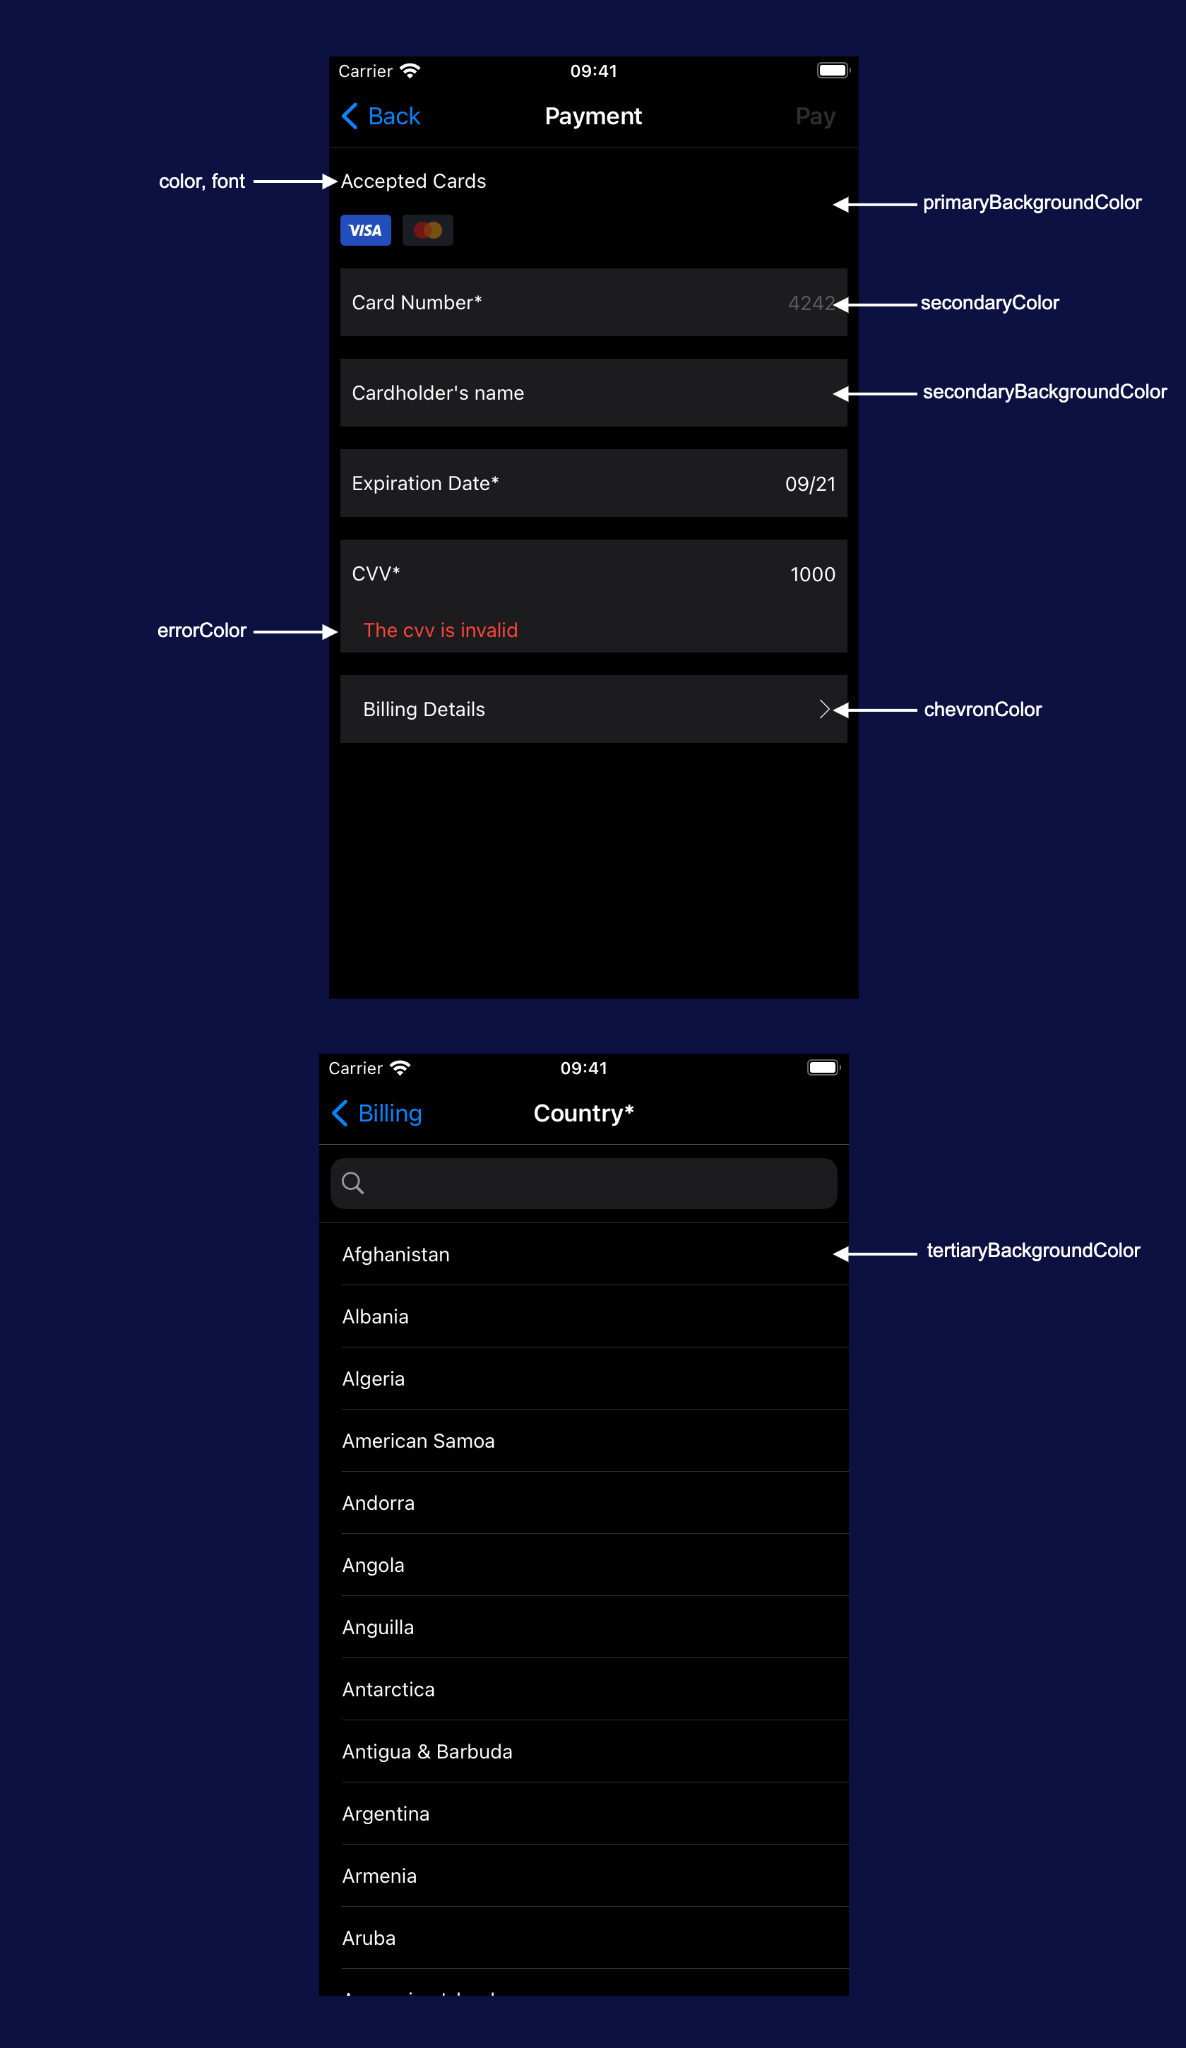 Carrier 09:41
Back Payment Pay
color, font Accepted Cards
primaryBackgroundColor
VISA
Card Number* 4242 secondaryColor
Cardholder's name secondaryBackgroundColor
Expiration Date* 09/21
CVV* 1000
errorColor The cvv is invalid
Billing Details chevronColor
Carrier 09:41
Billing Country*
Afghanistan tertiaryBackgroundColor
Albania
Algeria
American Samoa
Andorra
Angola
Anguilla
Antarctica
Antigua & Barbuda
Argentina
Armenia
Aruba